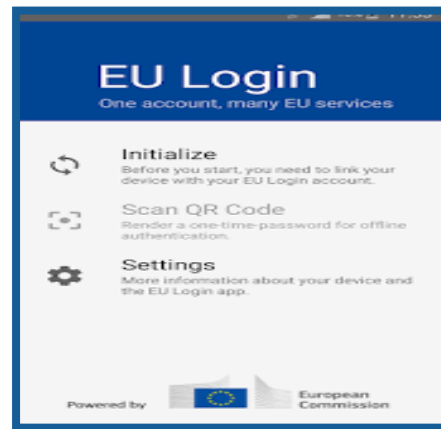 EU Login
One account, many EU services
Initialize
Before you start, you need to link your
device with your EU Login account.
Scan QR Code
Render a one-time-password for offline
authentication.
Settings
More information about your device and
the EU Login app.
Powered by
European
Commission